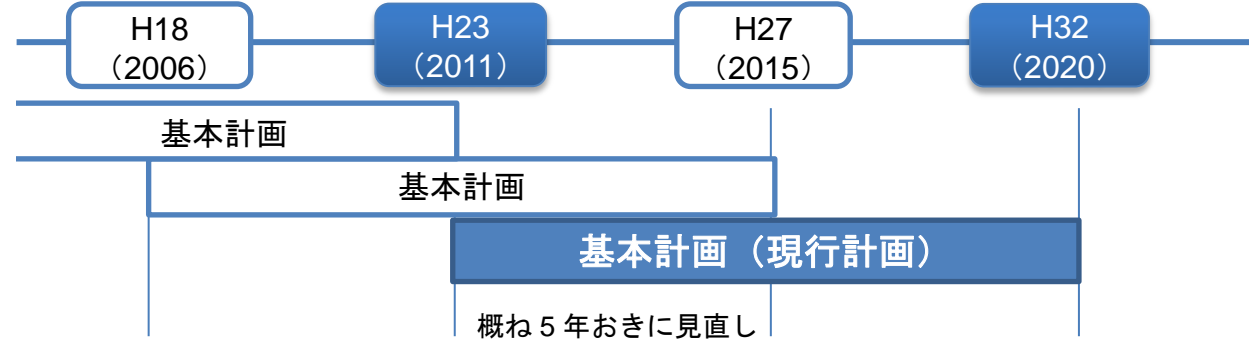 H18
（2006）
H23
（2011）
H27
（2015）
H32
（2020）
基本計画
基本計画
基本計画（現行計画）
概ね 5 年おきに見直し